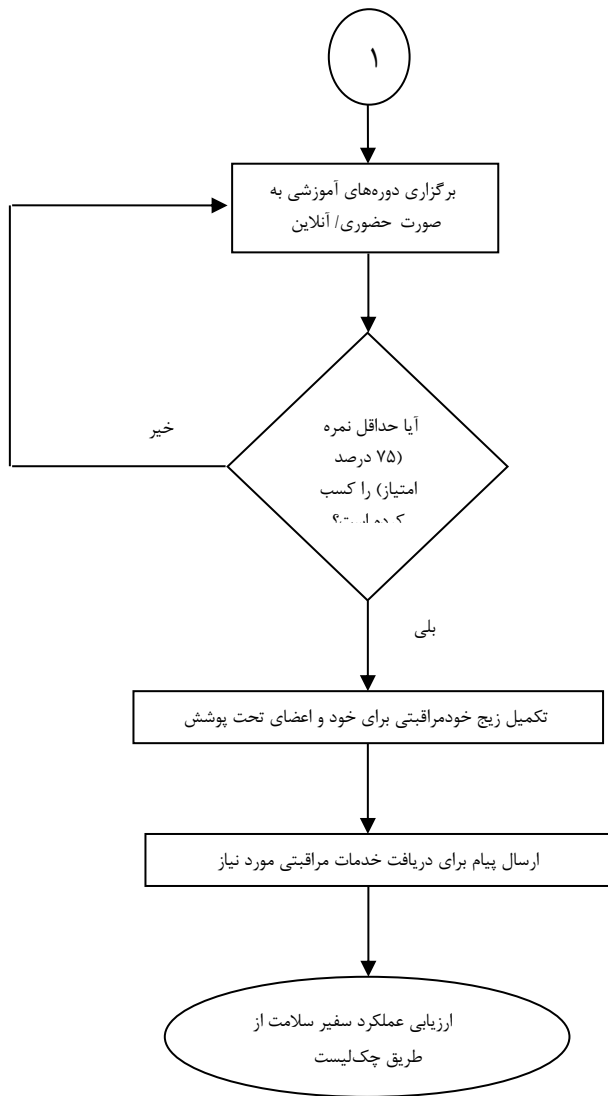 ۱
برگزاری دوره‌های آموزشی به
صورت حضوری/ آنلاین
آیا حداقل نمره
(۷۵ درصد
امتیاز) را کسب
کرده است؟
خیر
بلی
تکمیل زیج خودمراقبتی برای خود و اعضای تحت پوشش
ارسال پیام برای دریافت خدمات مراقبتی مورد نیاز
ارزیابی عملکرد سفیر سلامت از
طریق چک‌لیست